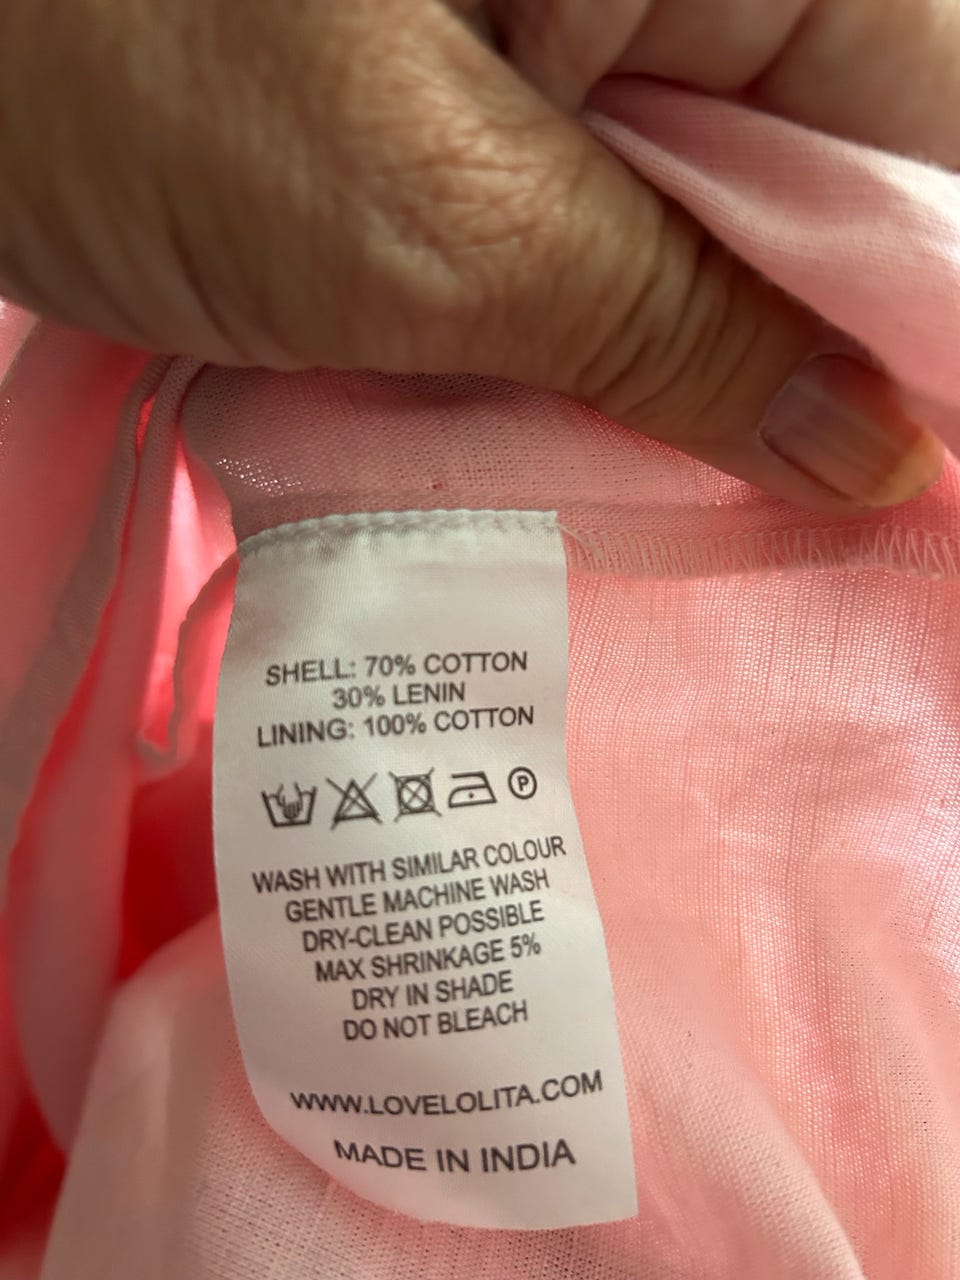 SHELL: 70% COTTON
30% LENIN
LINING: 100% COTTON
P
WASH WITH SIMILAR COLOUR
GENTLE MACHINE WASH
DRY-CLEAN POSSIBLE
MAX SHRINKAGE 5%
DRY IN SHADE
DO NOT BLEACH
WWW.LOVELOLITA.COM
MADE IN INDIA